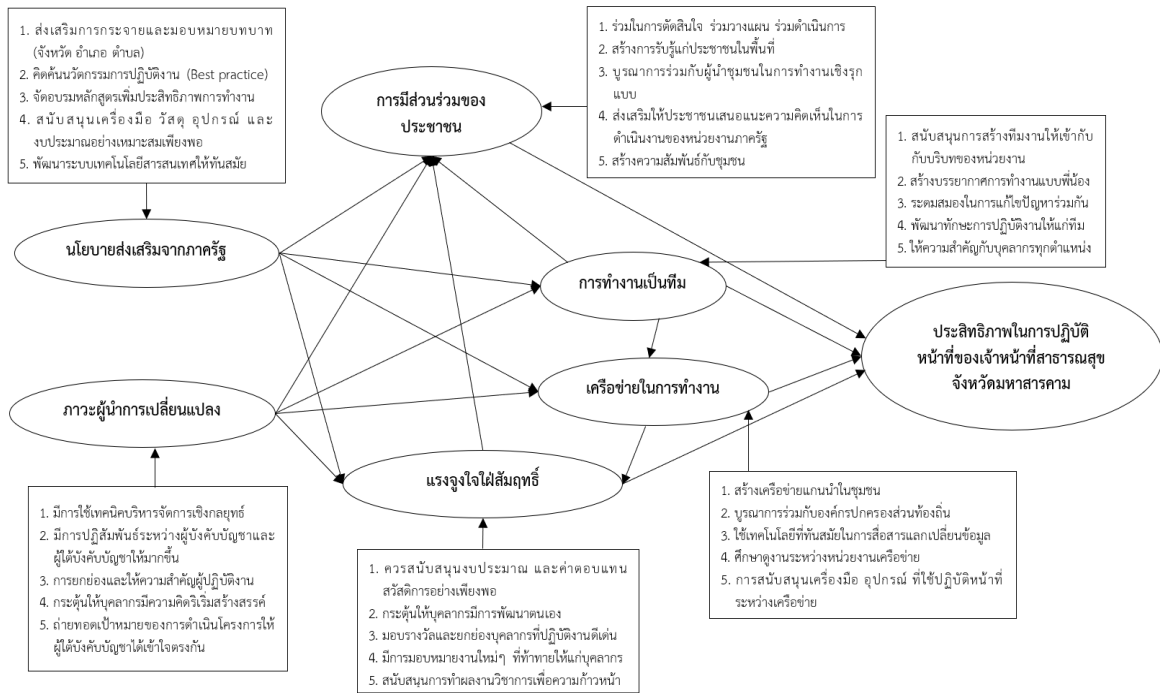 1. ส่งเสริมการกระจายและมอบหมายบทบาท
(จังหวัด อำเภอ ตำบล)
2. คิดค้นนวัตกรรมการปฏิบัติงาน (Best practice)
3. จัดอบรมหลักสูตรเพิ่มประสิทธิภาพการทำงาน
4. สนับสนุนเครื่องมือ วัสดุ อุปกรณ์ และ
งบประมาณอย่างเหมาะสมเพียงพอ
5. พัฒนาระบบเทคโนโลยีสารสนเทศให้ทันสมัย
การมีส่วนร่วมของ
ประชาชน
1. ร่วมในการตัดสินใจ ร่วมวางแผน ร่วมดำเนินการ
2. สร้างการรับรู้แก่ประชาชนในพื้นที่
3. บูรณาการร่วมกับผู้นำชุมชนในการทำงานเชิงรุก
แบบ
4. ส่งเสริมให้ประชาชนเสนอแนะความคิดเห็นในการ
ดำเนินงานของหน่วยงานภาครัฐ
5. สร้างความสัมพันธ์กับชุมชน
1. สนับสนุนการสร้างทีมงานให้เข้ากับ
กับบริบทของหน่วยงาน
2. สร้างบรรยากาศการทำงานแบบพี่น้อง
3. ระดมสมองในการแก้ไขปัญหาร่วมกัน
4. พัฒนาทักษะการปฏิบัติงานให้แก่ทีม
5. ให้ความสำคัญกับบุคลากรทุกตำแหน่ง
นโยบายส่งเสริมจากภาครัฐ
การทำงานเป็นทีม
ประสิทธิภาพในการปฏิบัติ
หน้าที่ของเจ้าหน้าที่สาธารณสุข
จังหวัดมหาสารคาม
เครือข่ายในการทำงาน
ภาวะผู้นำการเปลี่ยนแปลง
แรงจูงใจใฝ่สัมฤทธิ์
1. มีการใช้เทคนิคบริหารจัดการเชิงกลยุทธ์
2. มีการปฏิสัมพันธ์ระหว่างผู้บังคับบัญชาและ
ผู้ใต้บังคับบัญชาให้มากขึ้น
3. การยกย่องและให้ความสำคัญผู้ปฏิบัติงาน
4. กระตุ้นให้บุคลากรมีความคิดริเริ่มสร้างสรรค์
5. ถ่ายทอดเป้าหมายของการดำเนินโครงการให้
ผู้ใต้บังคับบัญชาได้เข้าใจตรงกัน
1. ควรสนับสนุนงบประมาณ และค่าตอบแทน
สวัสดิการอย่างเพียงพอ
2. กระตุ้นให้บุคลากรมีการพัฒนาตนเอง
3. มอบรางวัลและยกย่องบุคลากรที่ปฏิบัติงานดีเด่น
4. มีการมอบหมายงานใหม่ๆ ที่ท้าทายให้แก่บุคลากร
5. สนับสนุนการทำผลงานวิชาการเพื่อความก้าวหน้า
1. สร้างเครือข่ายแกนนำในชุมชน
2. บูรณาการร่วมกับองค์กรปกครองส่วนท้องถิ่น
3. ใช้เทคโนโลยีที่ทันสมัยในการสื่อสารแลกเปลี่ยนข้อมูล
4. ศึกษาดูงานระหว่างหน่วยงานเครือข่าย
5. การสนับสนุนเครื่องมือ อุปกรณ์ ที่ใช้ปฏิบัติหน้าที่
ระหว่างเครือข่าย